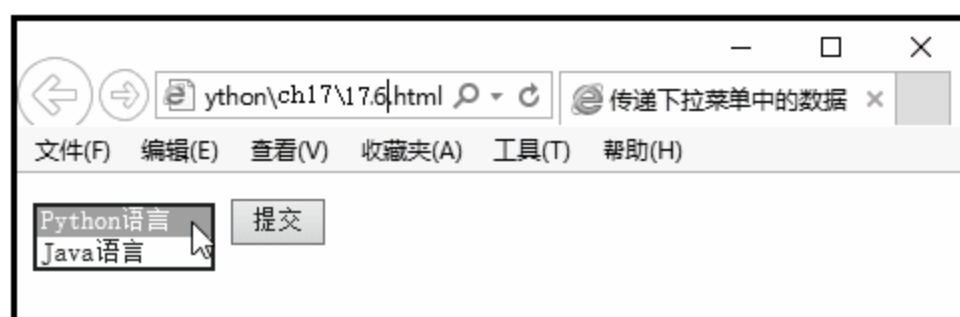 ython\ch17\17.6.html
传递下拉菜单中的数据
文件(F) 编辑(E) 查看(V) 收藏夹(A) 工具(T) 帮助(H)
Python语言
提交
Java语言